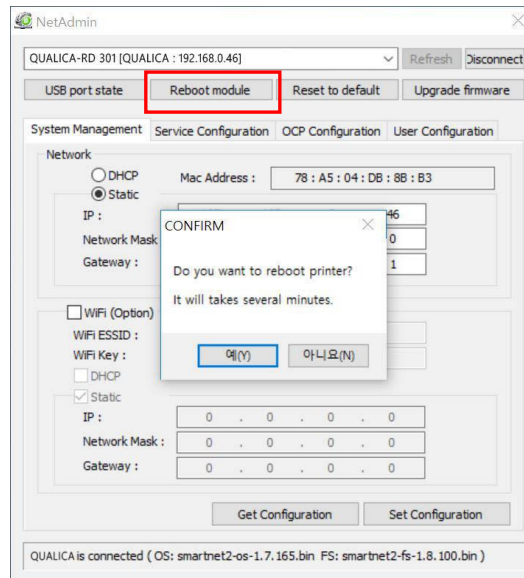 NetAdmin
QUALICA-RD 301 [QUALICA : 192.168.0.46]
Refresh
Disconnect
USB port state
Reboot module
Reset to default
Upgrade firmware
System Management
Service Configuration
OCP Configuration
User Configuration
Network
DHCP
Mac Address :
78 : A5 : 04 : DB : 8B : B3
Static
IP :
46
Network Mask
0
Gateway :
1
CONFIRM
Do you want to reboot printer?
It will takes several minutes.
예(Y)
아니요(N)
WiFi (Option)
WiFi ESSID :
WiFi Key :
DHCP
Static
IP :
0 . 0 . 0 . 0
Network Mask :
0 . 0 . 0 . 0
Gateway :
0 . 0 . 0 . 0
Get Configuration
Set Configuration
QUALICA is connected ( OS: smartnet2-os-1.7.165.bin FS: smartnet2-fs-1.8.100.bin )